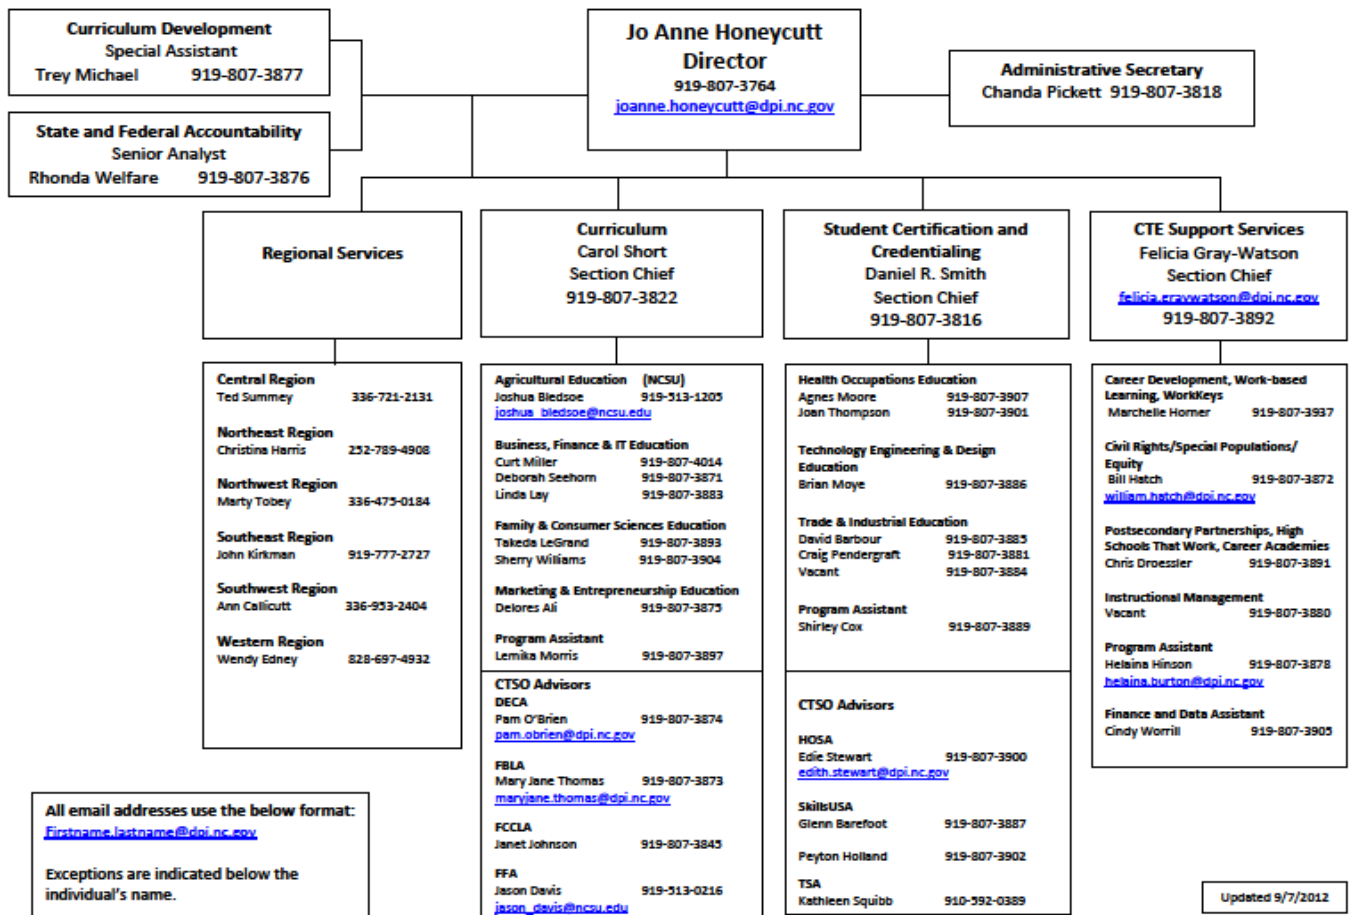 Curriculum Development
Special Assistant
Trey Michael 919-807-3877
State and Federal Accountability
Senior Analyst
Rhonda Welfare 919-807-3876
Jo Anne Honeycutt
Director
919-807-3764
joanne.honeycutt@dpi.nc.gov
Administrative Secretary
Chanda Pickett 919-807-3818
Regional Services
Central Region
Ted Summey 336-721-2131
Northeast Region
Christina Harris 252-789-4908
Northwest Region
Marty Tobey 336-475-0184
Southeast Region
John Kirkman 919-777-2727
Southwest Region
Ann Callicutt 336-953-2404
Western Region
Wendy Edney 828-697-4932
Curriculum
Carol Short
Section Chief
919-807-3822
Agricultural Education (NCSU)
Joshua Bledsoe 919-513-1205
joshua_bledsoe@ncsu.edu
Business, Finance & IT Education
Curt Miller 919-807-4014
Deborah Seehorn 919-807-3871
Linda Lay 919-807-3883
Family & Consumer Sciences Education
Takeda LeGrand 919-807-3893
Sherry Williams 919-807-3904
Marketing & Entrepreneurship Education
Delores Ali 919-807-3875
Program Assistant
Lemika Morris 919-807-3897
CTSO Advisors
DECA
Pam O'Brien 919-807-3874
pam.obrien@dpi.nc.gov
FBLA
Mary Jane Thomas 919-807-3873
maryjane.thomas@dpi.nc.gov
FCCLA
Janet Johnson 919-807-3845
FFA
Jason Davis 919-513-0216
jason_davis@ncsu.edu
Student Certification and
Credentialing
Daniel R. Smith
Section Chief
919-807-3816
Health Occupations Education
Agnes Moore 919-807-3907
Joan Thompson 919-807-3901
Technology Engineering & Design
Education
Brian Moye 919-807-3886
Trade & Industrial Education
David Barbour 919-807-3885
Craig Pendergraft 919-807-3881
Vacant 919-807-3884
Program Assistant
Shirley Cox 919-807-3889
CTSO Advisors
HOSA
Edie Stewart 919-807-3900
edith.stewart@dpi.nc.gov
SkillsUSA
Glenn Barefoot 919-807-3887
Peyton Holland 919-807-3902
TSA
Kathleen Squibb 910-592-0389
CTE Support Services
Felicia Gray-Watson
Section Chief
felicia.graywatson@dpi.nc.gov
919-807-3892
Career Development, Work-based
Learning, WorkKeys
Marchelle Horner 919-807-3937
Civil Rights/Special Populations/
Equity
Bill Hatch 919-807-3872
william.hatch@dpi.nc.gov
Postsecondary Partnerships, High
Schools That Work, Career Academies
Chris Droessler 919-807-3891
Instructional Management
Vacant 919-807-3880
Program Assistant
Helaina Hinson 919-807-3878
helaina.burton@dpi.nc.gov
Finance and Data Assistant
Cindy Worrill 919-807-3905
All email addresses use the below format:
Firstname.lastname@dpi.nc.gov
Exceptions are indicated below the
individual's name.
Updated 9/7/2012